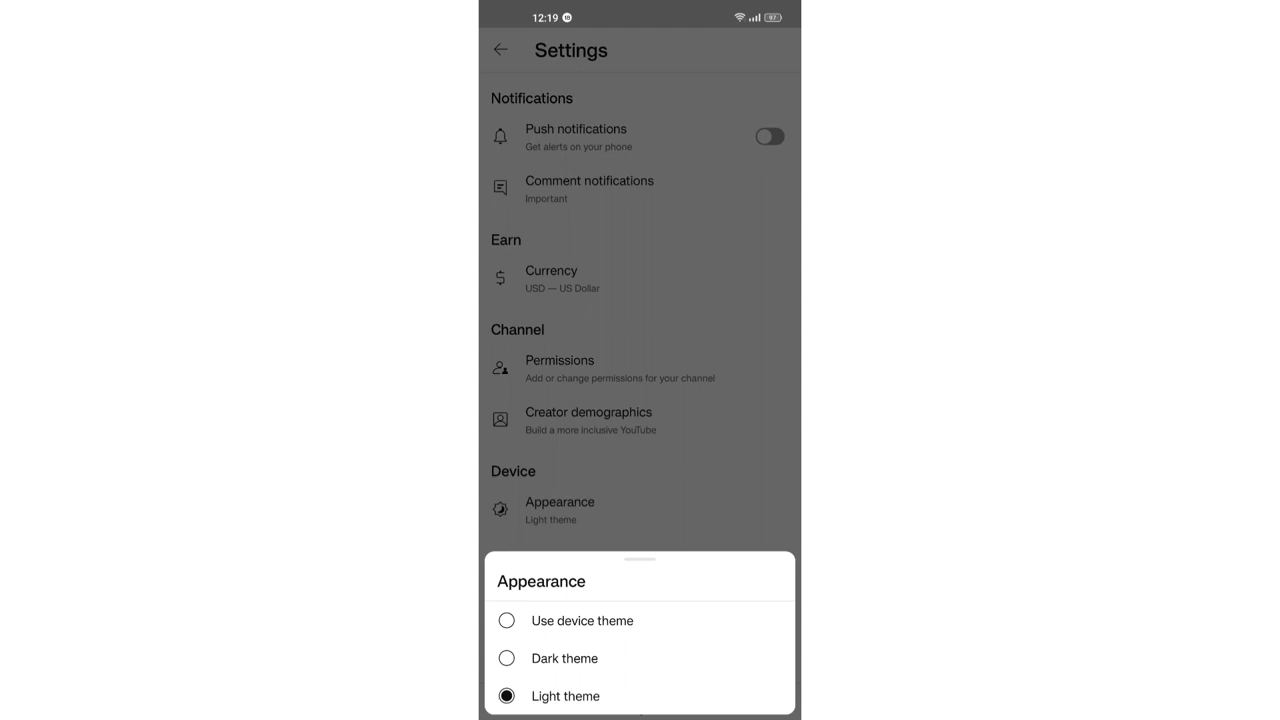 12:19
97
Settings
Notifications
Push notifications
Get alerts on your phone
Comment notifications
Important
Earn
Currency
USD — US Dollar
Channel
Permissions
Add or change permissions for your channel
Creator demographics
Build a more inclusive YouTube
Device
Appearance
Light theme
Appearance
Use device theme
Dark theme
Light theme